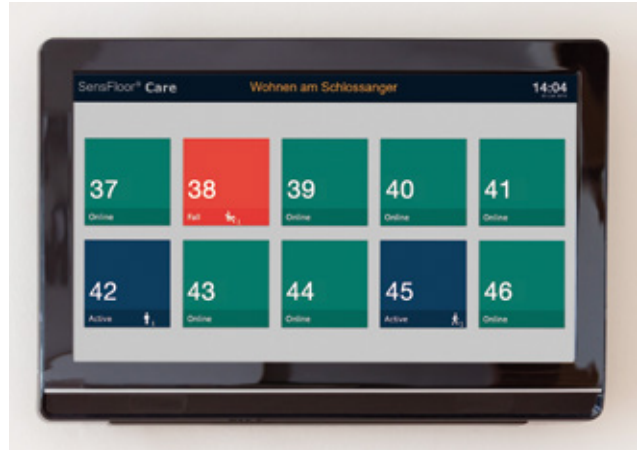 SensFloor® Care Wohnen am Schlossanger 14:04
37 38 39 40 41
Online Fall Online Online Online
42 43 44 45 46
Active 1 Online Online Active Online